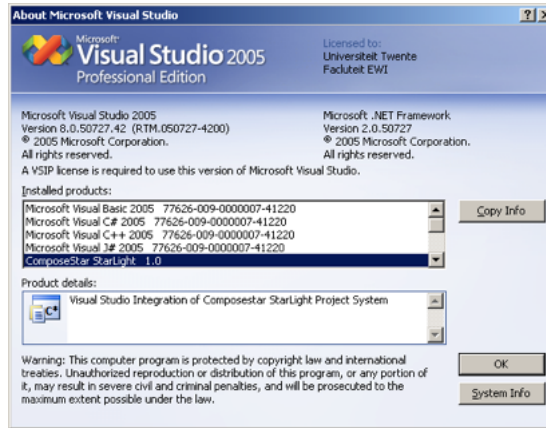 About Microsoft Visual Studio
Microsoft
Visual Studio 2005
Professional Edition
Licensed to:
Universiteit Twente
Facluteit EWI
Microsoft Visual Studio 2005
Version 8.0.50727.42 (RTM.050727-4200)
© 2005 Microsoft Corporation.
All rights reserved.
Microsoft .NET Framework
Version 2.0.50727
© 2005 Microsoft Corporation.
All rights reserved.
A VSIP license is required to use this version of Microsoft Visual Studio.
Installed products:
Microsoft Visual Basic 2005 77626-009-0000007-41220
Microsoft Visual C# 2005 77626-009-0000007-41220
Microsoft Visual C++ 2005 77626-009-0000007-41220
Microsoft Visual J# 2005 77626-009-0000007-41220
ComposeStar StarLight 1.0
Copy Info
Product details:
C*
Visual Studio Integration of Composestar StarLight Project System
Warning: This computer program is protected by copyright law and international
treaties. Unauthorized reproduction or distribution of this program, or any portion of
it, may result in severe civil and criminal penalties, and will be prosecuted to the
maximum extent possible under the law.
OK
System Info